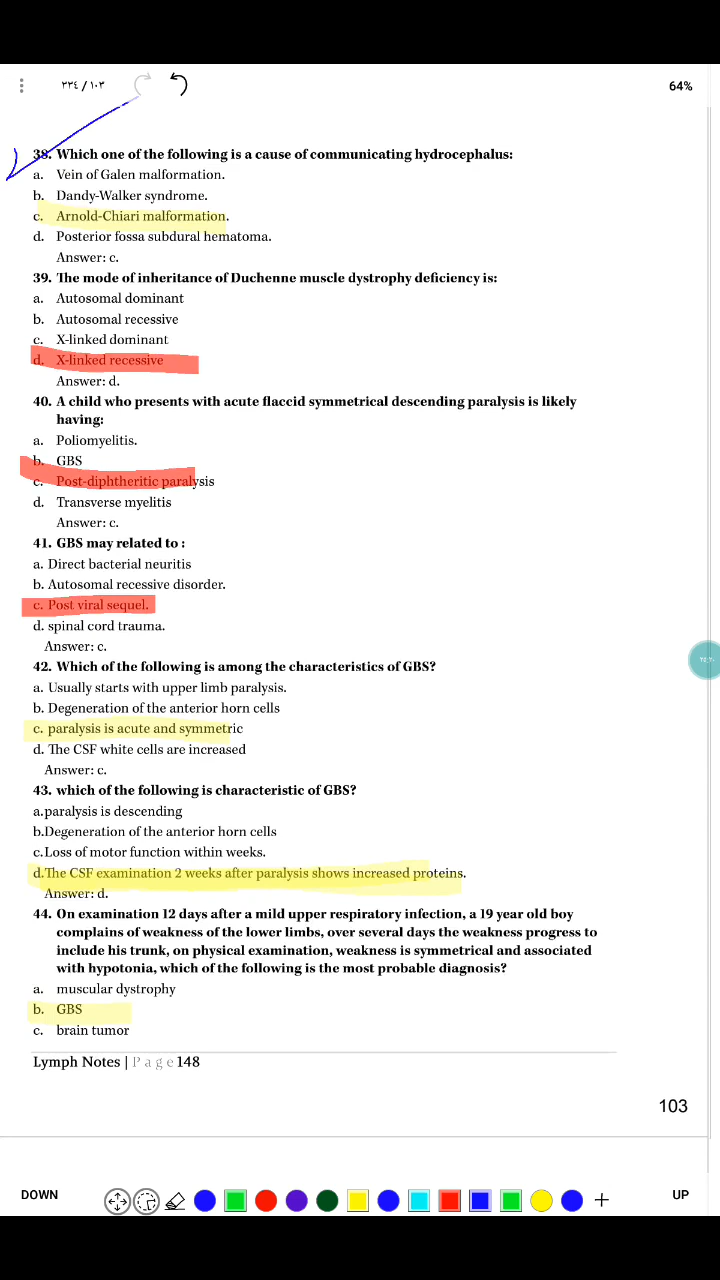 ٢٣٤ / ١٠٣
64%
38. Which one of the following is a cause of communicating hydrocephalus:
a. Vein of Galen malformation.
b. Dandy-Walker syndrome.
c. Arnold-Chiari malformation.
d. Posterior fossa subdural hematoma.
Answer: c.
39. The mode of inheritance of Duchenne muscle dystrophy deficiency is:
a. Autosomal dominant
b. Autosomal recessive
c. X-linked dominant
d. X-linked recessive
Answer: d.
40. A child who presents with acute flaccid symmetrical descending paralysis is likely
having:
a. Poliomyelitis.
b. GBS
c. Post-diphtheritic paralysis
d. Transverse myelitis
Answer: c.
41. GBS may related to :
a. Direct bacterial neuritis
b. Autosomal recessive disorder.
c. Post viral sequel.
d. spinal cord trauma.
Answer: c.
42. Which of the following is among the characteristics of GBS?
a. Usually starts with upper limb paralysis.
b. Degeneration of the anterior horn cells
c. paralysis is acute and symmetric
d. The CSF white cells are increased
Answer: c.
43. which of the following is characteristic of GBS?
a.paralysis is descending
b.Degeneration of the anterior horn cells
c.Loss of motor function within weeks.
d.The CSF examination 2 weeks after paralysis shows increased proteins.
Answer: d.
44. On examination 12 days after a mild upper respiratory infection, a 19 year old boy
complains of weakness of the lower limbs, over several days the weakness progress to
include his trunk, on physical examination, weakness is symmetrical and associated
with hypotonia, which of the following is the most probable diagnosis?
a. muscular dystrophy
b. GBS
c. brain tumor
Lymph Notes | P a g e 148
103
DOWN
UP